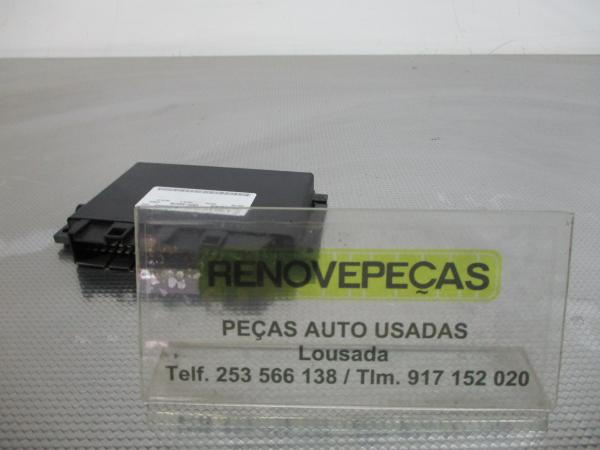 RENOVEPEÇAS
PEÇAS AUTO USADAS
Lousada
Telf. 253 566 138 / Tlm. 917 152 020